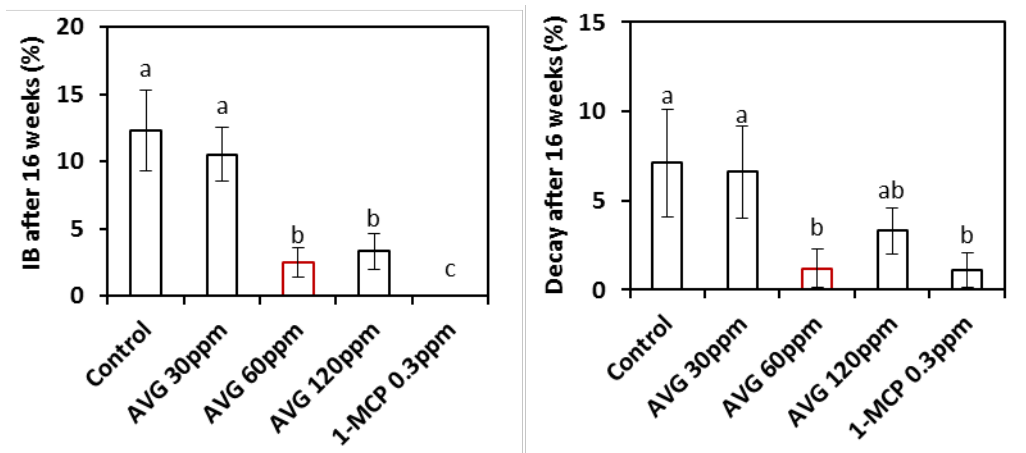 IB after 16 weeks (%)
20
15
10
5
0
a
a
b
b
c
Control
AVG 30ppm
AVG 60ppm
AVG 120ppm
1-MCP 0.3ppm
Decay after 16 weeks (%)
15
10
5
0
a
a
b
ab
b
Control
AVG 30ppm
AVG 60ppm
AVG 120ppm
1-MCP 0.3ppm